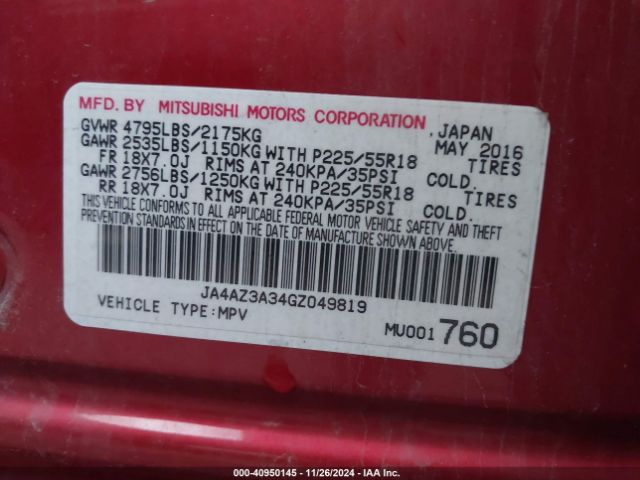 MFD. BY MITSUBISHI MOTORS CORPORATION, JAPAN
GVWR 4795LBS/2175KG MAY 2016
GAWR 2535LBS/1150KG WITH P225/55R18 TIRES
FR 18X7.0J RIMS AT 240KPA/35PSI COLD.
GAWR 2756LBS/1250KG WITH P225/55R18 TIRES
RR 18X7.0J RIMS AT 240KPA/35PSI COLD.
THIS VEHICLE CONFORMS TO ALL APPLICABLE FEDERAL MOTOR VEHICLE SAFETY AND THEFT
PREVENTION STANDARDS IN EFFECT ON THE DATE OF MANUFACTURE SHOWN ABOVE.
JA4AZ3A34GZ049819
VEHICLE TYPE:MPV
MU001760
000-40950145 - 11/26/2024 - IAA Inc.